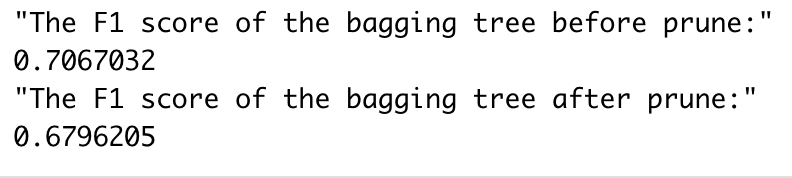 "The F1 score of the bagging tree before prune:"
0.7067032
"The F1 score of the bagging tree after prune:"
0.6796205